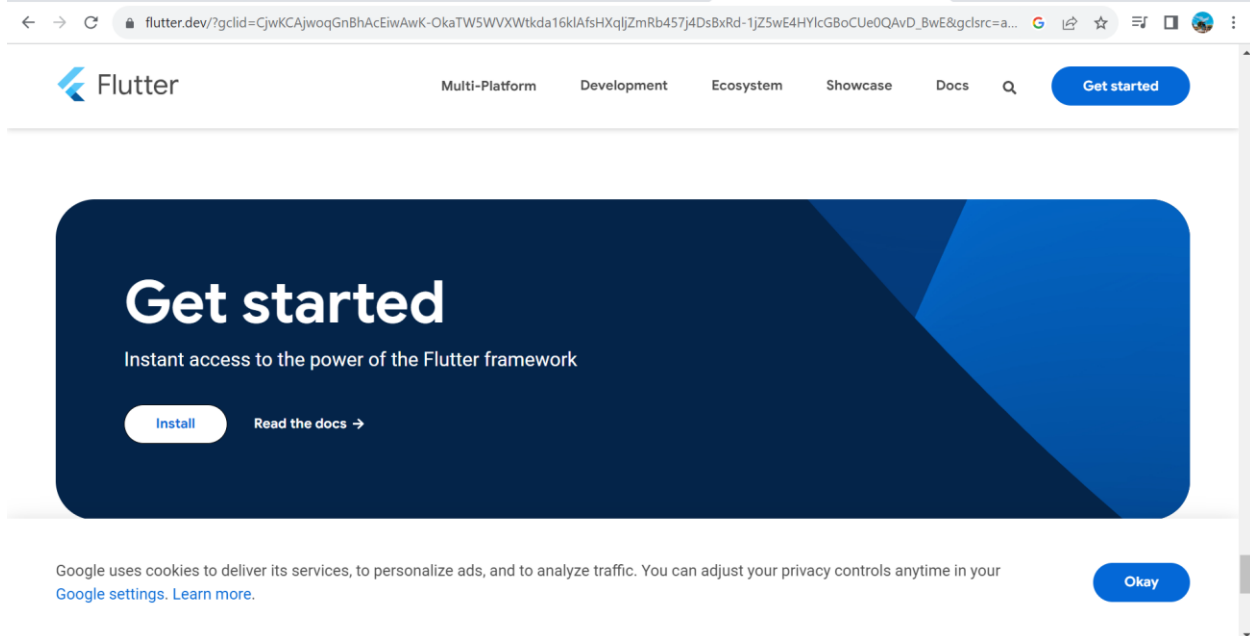 flutter.dev/?gclid=CjwKCAjwoqGnBhAcEiwAwK-OkaTW5WVXWtkda16klAfsHXqljZmRb457j4DsBxRd-1jZ5wE4HYlcGBoCUe0QAvD_BwE&gclsrc=a...
Flutter Multi-Platform Development Ecosystem Showcase Docs Get started
Get started
Instant access to the power of the Flutter framework
Install Read the docs →
Google uses cookies to deliver its services, to personalize ads, and to analyze traffic. You can adjust your privacy controls anytime in your
Google settings. Learn more.
Okay